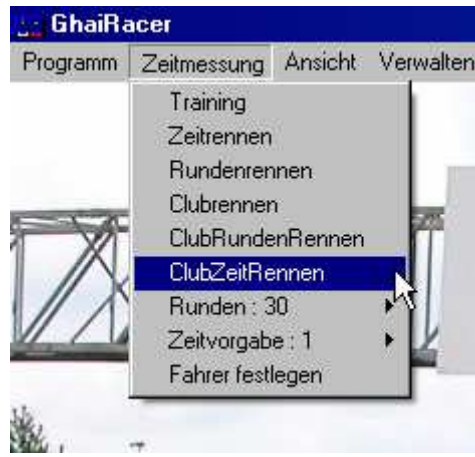 GhaiRacer
Programm Zeitmessung Ansicht Verwalten
Training
Zeitrennen
Rundenrennen
Clubrennen
ClubRundenRennen
ClubZeitRennen
Runden : 30
Zeitvorgabe : 1
Fahrer festlegen